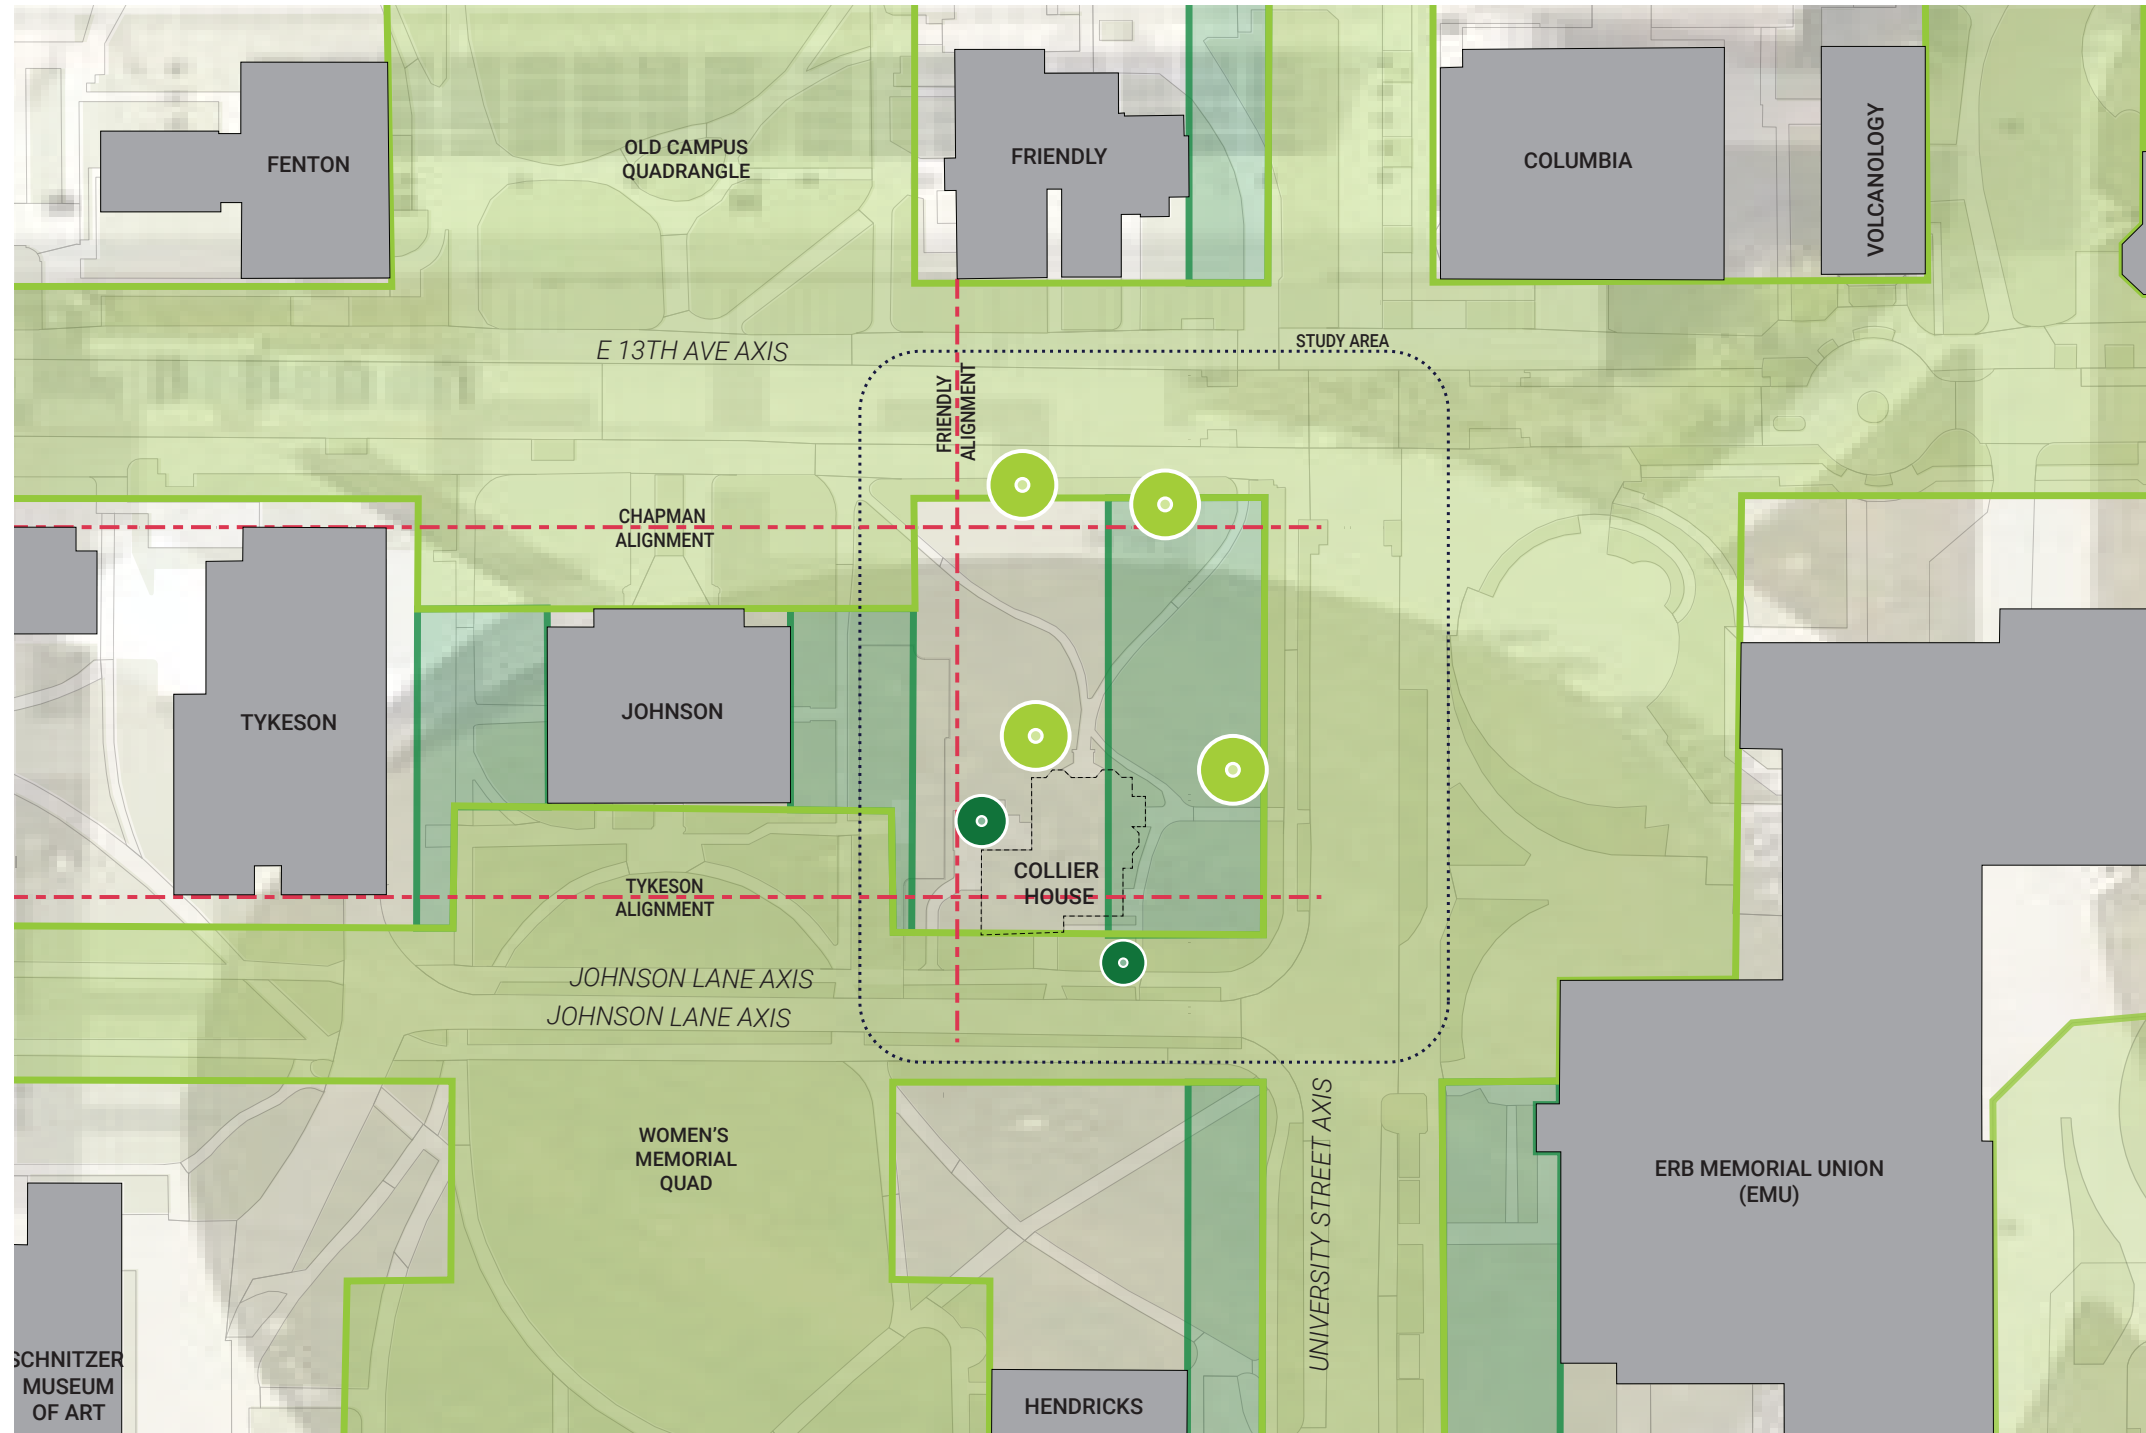 FENTON
OLD CAMPUS
QUADRANGLE
FRIENDLY
COLUMBIA
VOLCANOLOGY
E 13TH AVE AXIS
STUDY AREA
FRIENDLY
ALIGNMENT
CHAPMAN
ALIGNMENT
TYKESON
JOHNSON
COLLIER
HOUSE
TYKESON
ALIGNMENT
JOHNSON LANE AXIS
JOHNSON LANE AXIS
WOMEN'S
MEMORIAL
QUAD
UNIVERSITY STREET AXIS
ERB MEMORIAL UNION
(EMU)
SCHNITZER
MUSEUM
OF ART
HENDRICKS